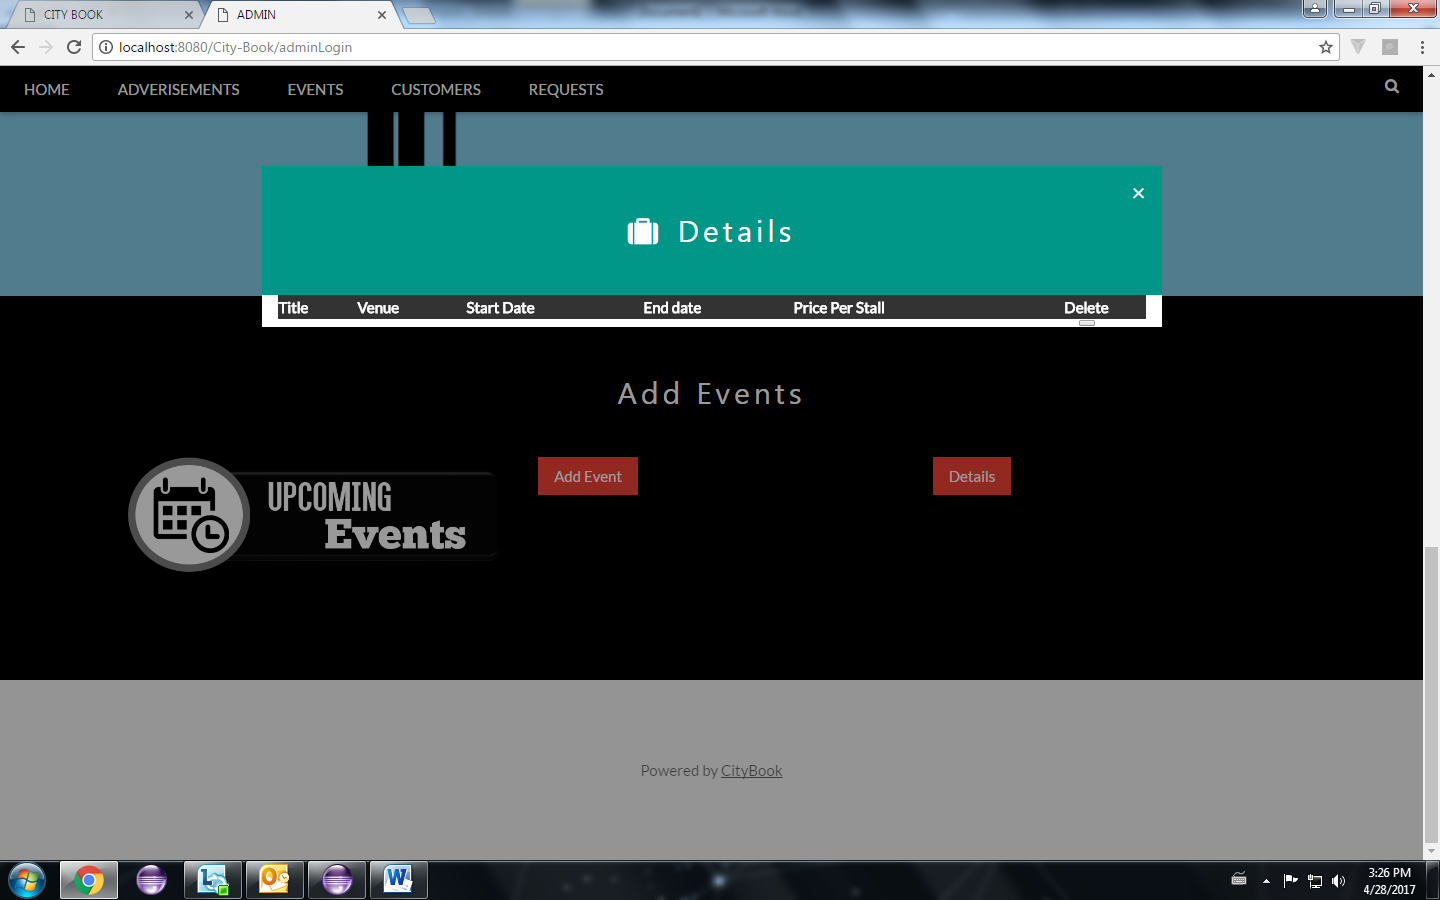 CITY BOOK
ADMIN
localhost:8080/City-Book/adminLogin
HOME ADVERISEMENTS EVENTS CUSTOMERS REQUESTS
Details
Title Venue Start Date End date Price Per Stall Delete
Add Events
UPCOMING
Events
Add Event
Details
Powered by CityBook
3:26 PM
4/28/2017